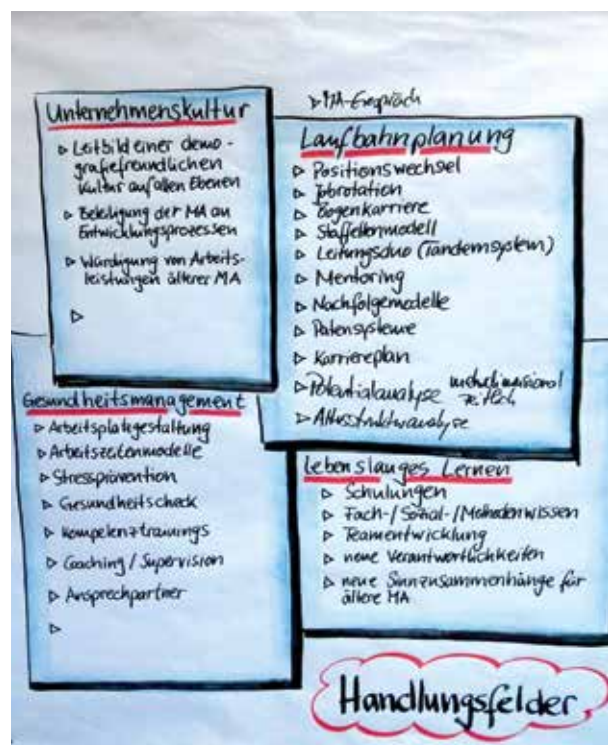 Unternehmenskultur
▹ Leitbild einer demo-
grafiefreundlichen
Kultur auf allen Ebenen
▹ Beteiligung der MA an
Entwicklungsprozessen
▹ Würdigung von Arbeits-
leistungen älterer MA
▹
▹ MA-Gespräch
Laufbahnplanung
▹ Positionswechsel
▹ Jobrotation
▹ Bogenkarriere
▹ Staffettenmodell
▹ Leitungsduo (Tandemsystem)
▹ Mentoring
▹ Nachfolgemodelle
▹ Patensysteme
▹ Karriereplan
▹ Potentialanalyse
▹ Altersstrukturanalyse
Gesundheitsmanagement
▹ Arbeitsplatzgestaltung
▹ Arbeitszeitenmodelle
▹ Stressprävention
▹ Gesundheitscheck
▹ Kompetenztrainings
▹ Coaching / Supervision
▹ Ansprechpartner
▹
Lebenslanges Lernen
▹ Schulungen
▹ Fach-/Sozial-/Methodenwissen
▹ Teamentwicklung
▹ neue Verantwortlichkeiten
▹ neue Sinnzusammenhänge für
ältere MA
Handlungsfelder